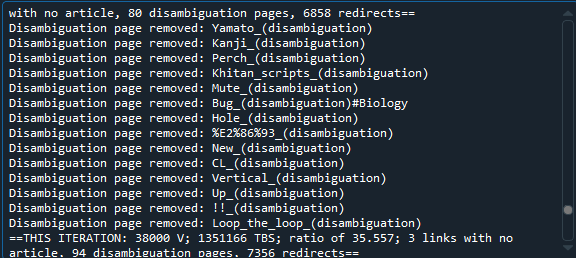 with no article, 80 disambiguation pages, 6858 redirects==
Disambiguation page removed: Yamato_(disambiguation)
Disambiguation page removed: Kanji_(disambiguation)
Disambiguation page removed: Perch_(disambiguation)
Disambiguation page removed: Khitan_scripts_(disambiguation)
Disambiguation page removed: Mute_(disambiguation)
Disambiguation page removed: Bug_(disambiguation)#Biology
Disambiguation page removed: Hole_(disambiguation)
Disambiguation page removed: %E2%86%93_(disambiguation)
Disambiguation page removed: New_(disambiguation)
Disambiguation page removed: CL_(disambiguation)
Disambiguation page removed: Vertical_(disambiguation)
Disambiguation page removed: Up_(disambiguation)
Disambiguation page removed: !!_(disambiguation)
Disambiguation page removed: Loop_the_loop_(disambiguation)
==THIS ITERATION: 38000 V; 1351166 TBS; ratio of 35.557; 3 links with no
article, 94 disambiguation pages, 7356 redirects==